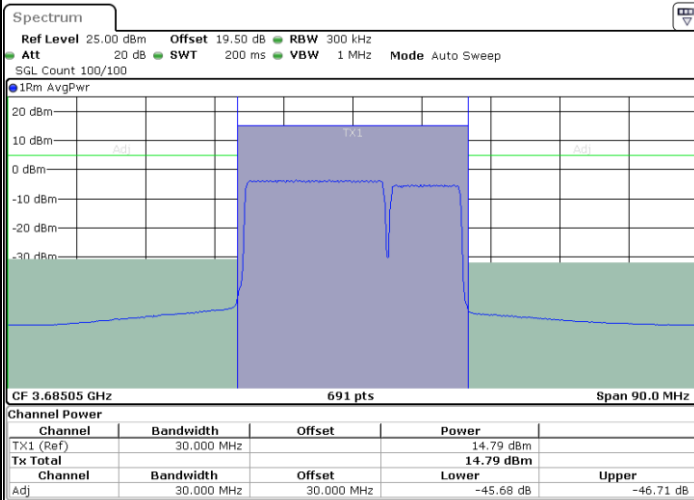 Spectrum
Ref Level 25.00 dBm Offset 19.50 dB RBW 300 kHz
Att 20 dB SWT 200 ms VBW 1 MHz Mode Auto Sweep
SGL Count 100/100
1Rm AvgPwr
20 dBm
TX1
10 dBm
Adj Adj
0 dBm
-10 dBm
-20 dBm
-30 dBm
CF 3.68505 GHz 691 pts Span 90.0 MHz
Channel Power
Channel Bandwidth Offset Power
TX1 (Ref) 30.000 MHz 14.79 dBm
Tx Total 14.79 dBm
Channel Bandwidth Offset Lower Upper
Adj 30.000 MHz 30.000 MHz -45.68 dB -46.71 dB